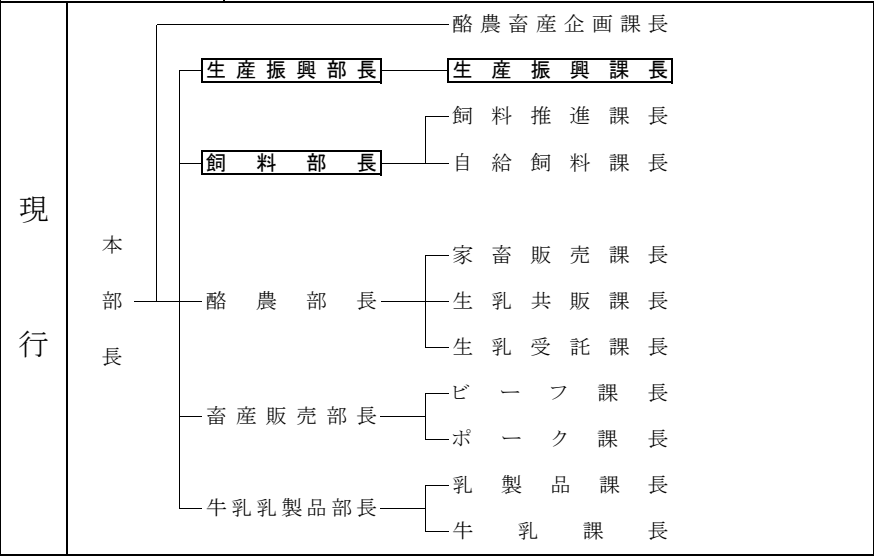 現行
本部長
酪農畜産企画課長
生産振興部長 生産振興課長
飼料部長
飼料推進課長
自給飼料課長
酪農部長
家畜販売課長
生乳共販課長
生乳受託課長
畜産販売部長
ビーフ課長
ポーク課長
牛乳乳製品部長
乳製品課長
牛乳課長